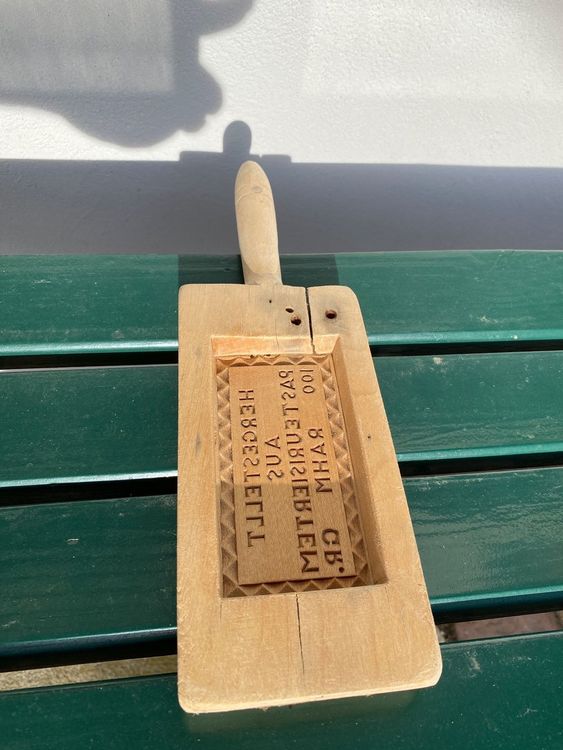 HERGESTELLT
AUS
PASTEURISIERTEM
RAHM
100 GR.